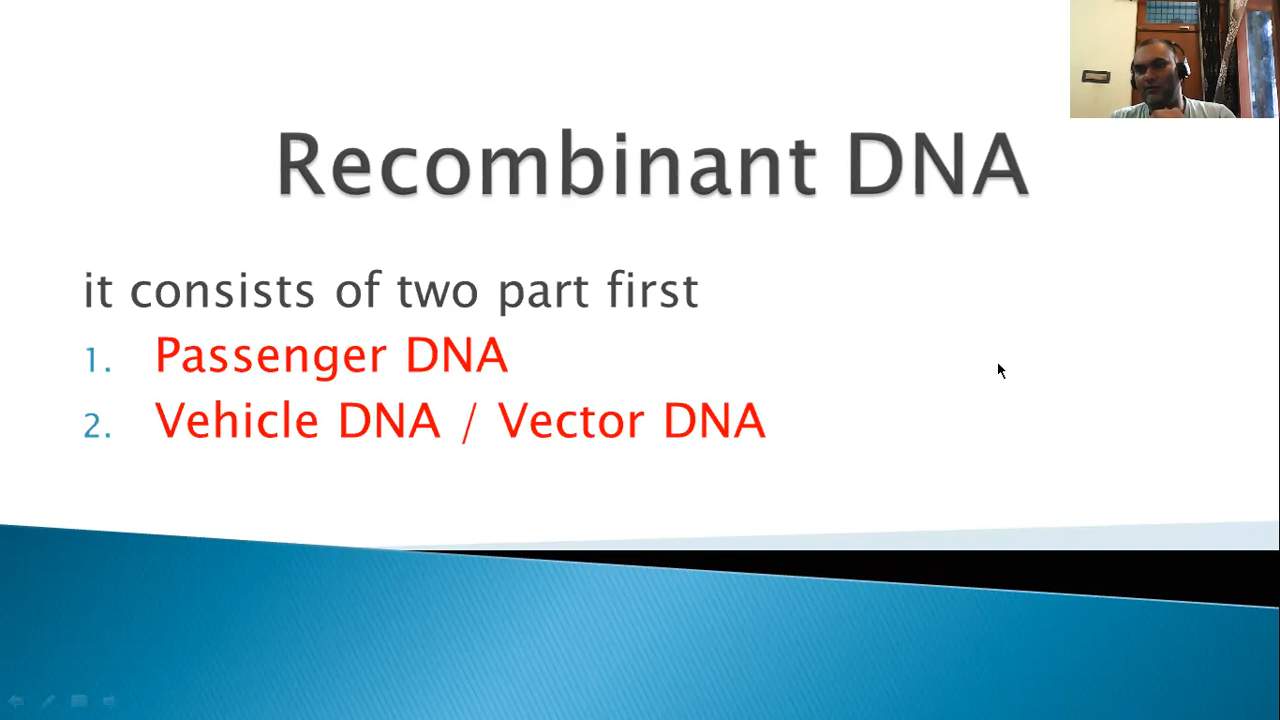 Recombinant DNA
it consists of two part first
1. Passenger DNA
2. Vehicle DNA / Vector DNA